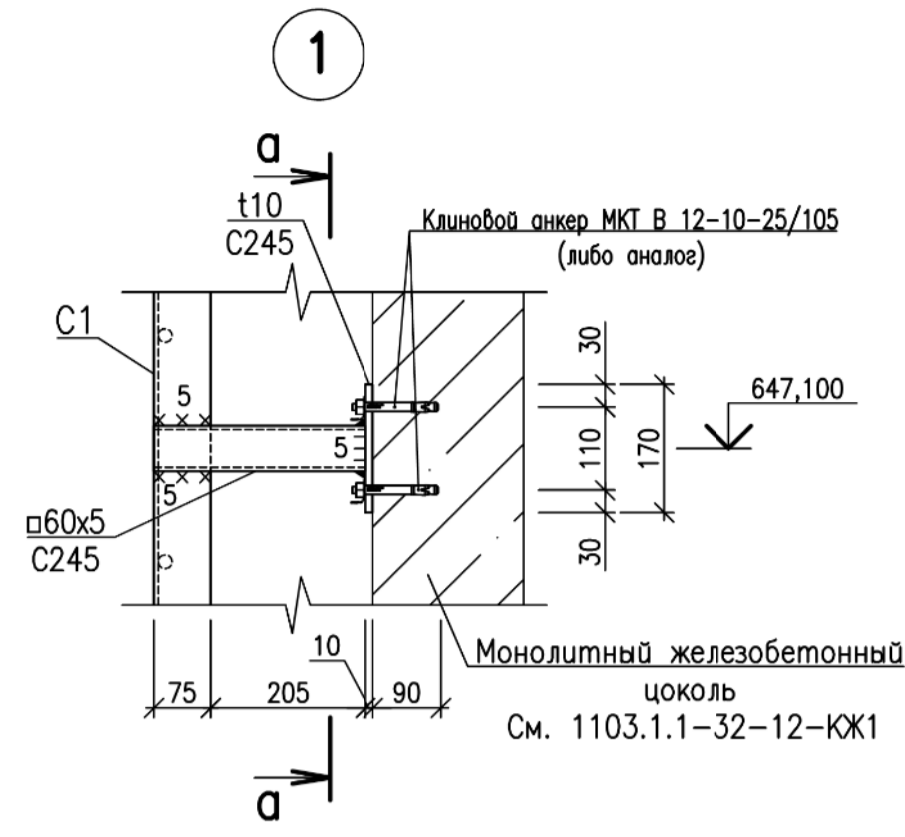 1
а
t10
С245
Клиновой анкер МКТ В 12-10-25/105
(либо аналог)
С1
5
5
5
□60х5
С245
30
110
30
170
647,100
75
205
10
90
Монолитный железобетонный
цоколь
См. 1103.1.1-32-12-КЖ1
а